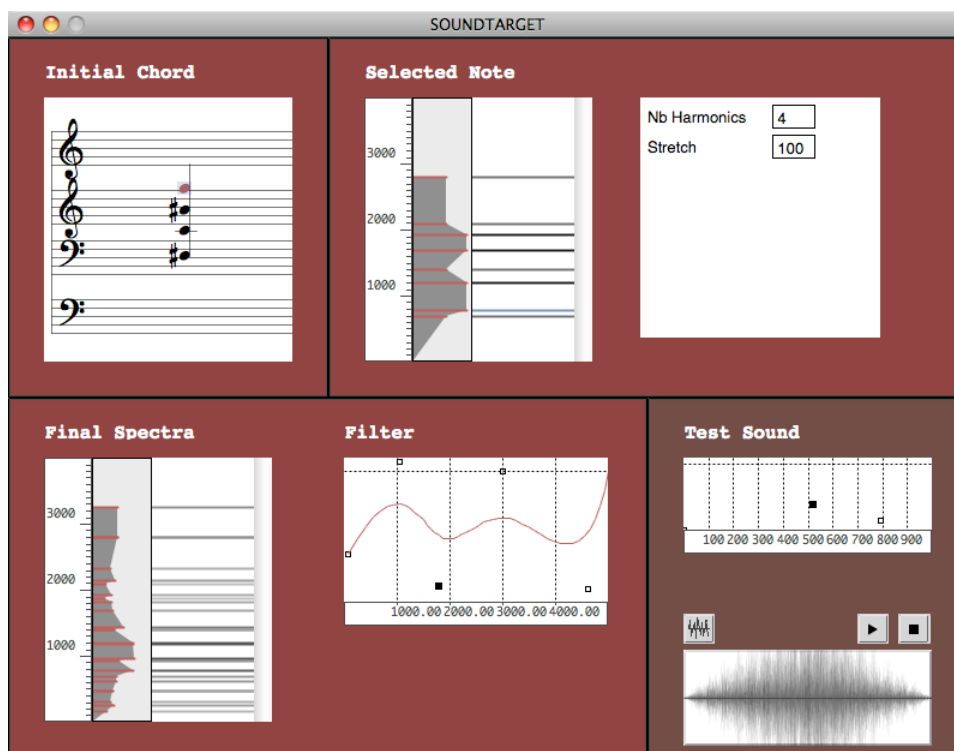 SOUNDTARGET
Initial Chord
Selected Note
3000
2000
1000
Nb Harmonics 4
Stretch 100
Final Spectra
3000
2000
1000
Filter
1000.00 2000.00 3000.00 4000.00
Test Sound
100 200 300 400 500 600 700 800 900